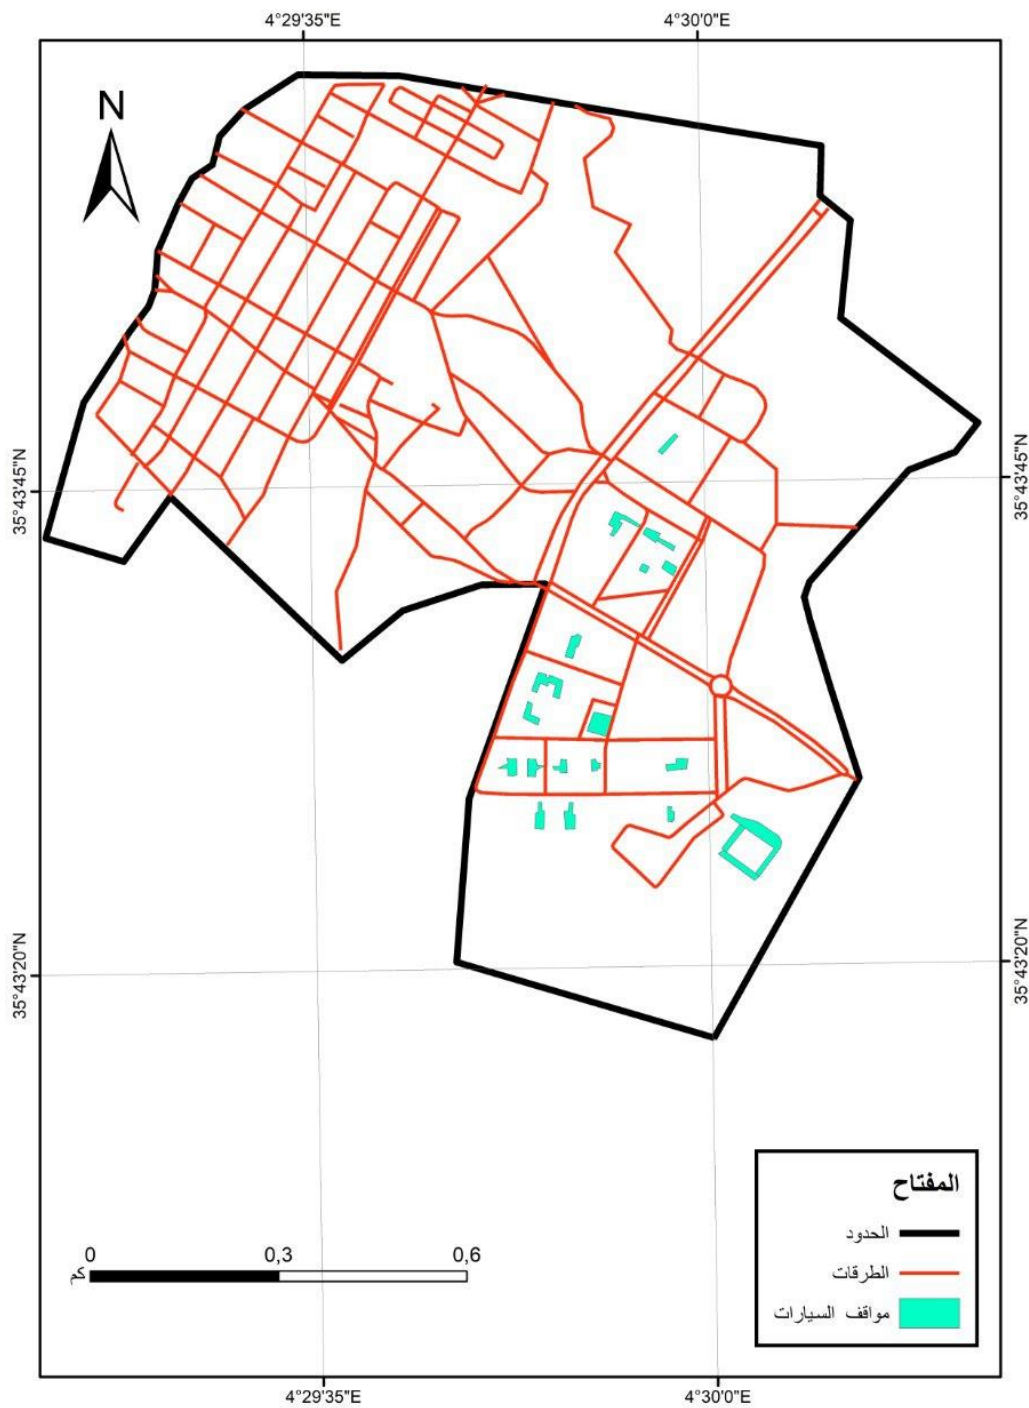 4°29'35"E
4°30'0"E
N
35°43'45"N
35°43'45"N
35°43'20"N
35°43'20"N
المفتاح
الحدود
الطرقات
مواقف السيارات
0
0,3
0,6
كم
4°29'35"E
4°30'0"E